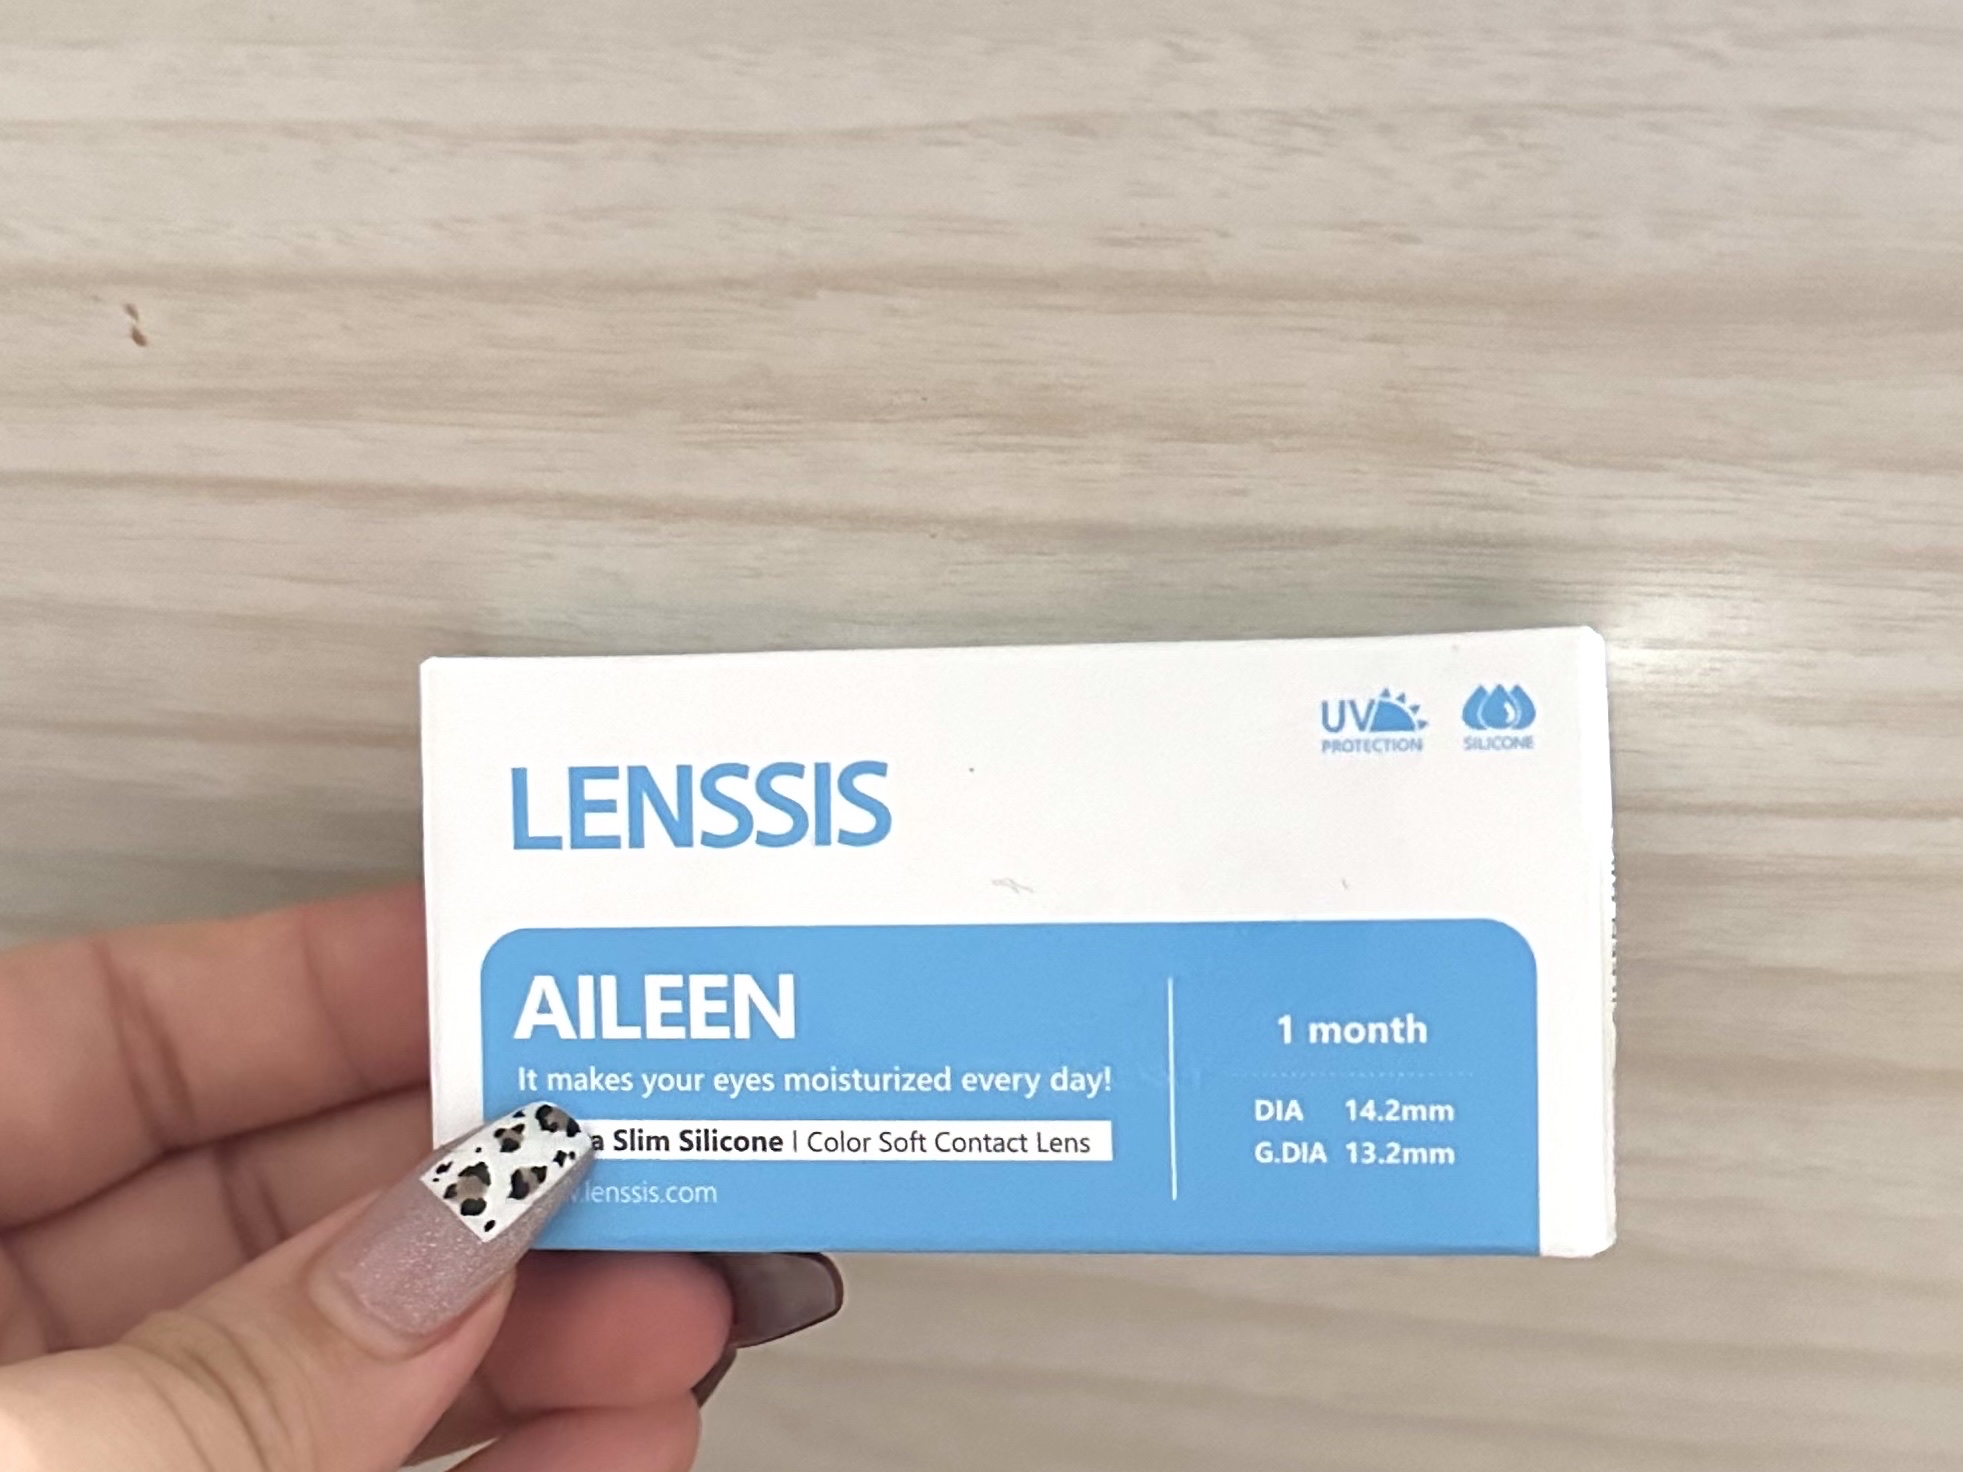 UV
PROTECTION
SILICONE
LENSSIS
AILEEN
It makes your eyes moisturized every day!
a Slim Silicone | Color Soft Contact Lens
.lenssis.com
1 month
DIA 14.2mm
G.DIA 13.2mm